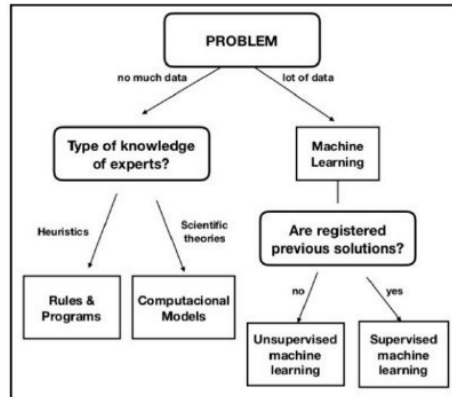 PROBLEM
no much data
lot of data
Type of knowledge
of experts?
Machine
Learning
Heuristics
Scientific
theories
Are registered
previous solutions?
no
yes
Rules &
Programs
Computacional
Models
Unsupervised
machine
learning
Supervised
machine
learning